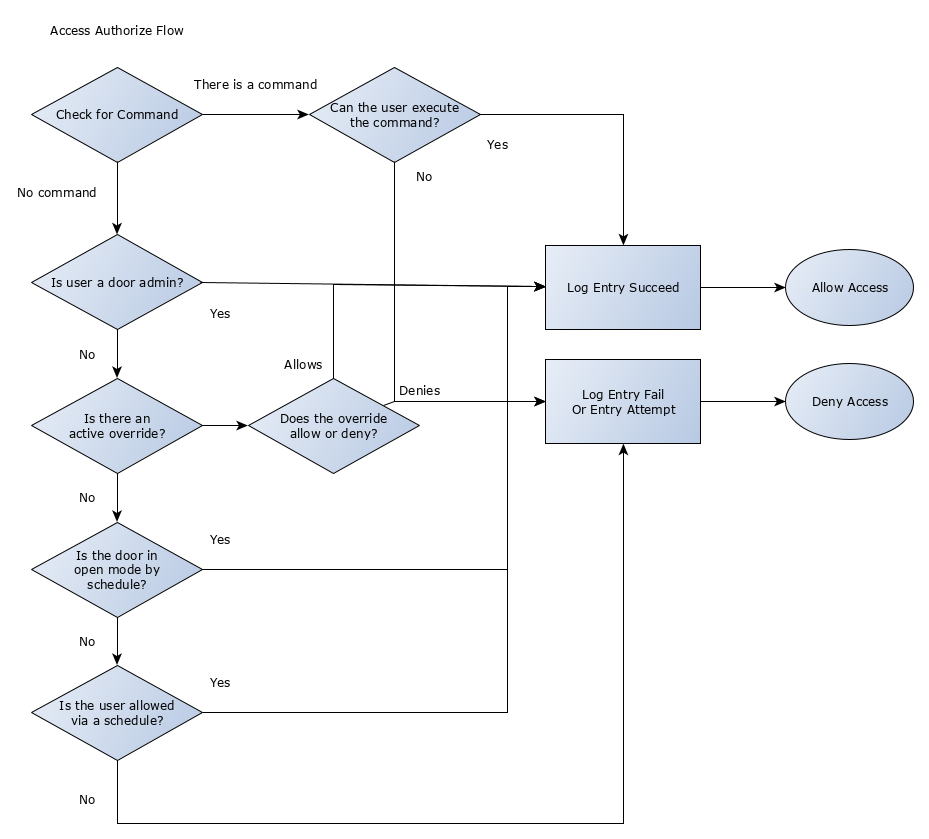 Access Authorize Flow
There is a command
Check for Command
Can the user execute
the command?
Yes
No
No command
Is user a door admin?
Yes
Log Entry Succeed
Allow Access
No
Allows
Denies
Is there an
active override?
Does the override
allow or deny?
Log Entry Fail
Or Entry Attempt
Deny Access
No
Yes
Is the door in
open mode by
schedule?
No
Yes
Is the user allowed
via a schedule?
No